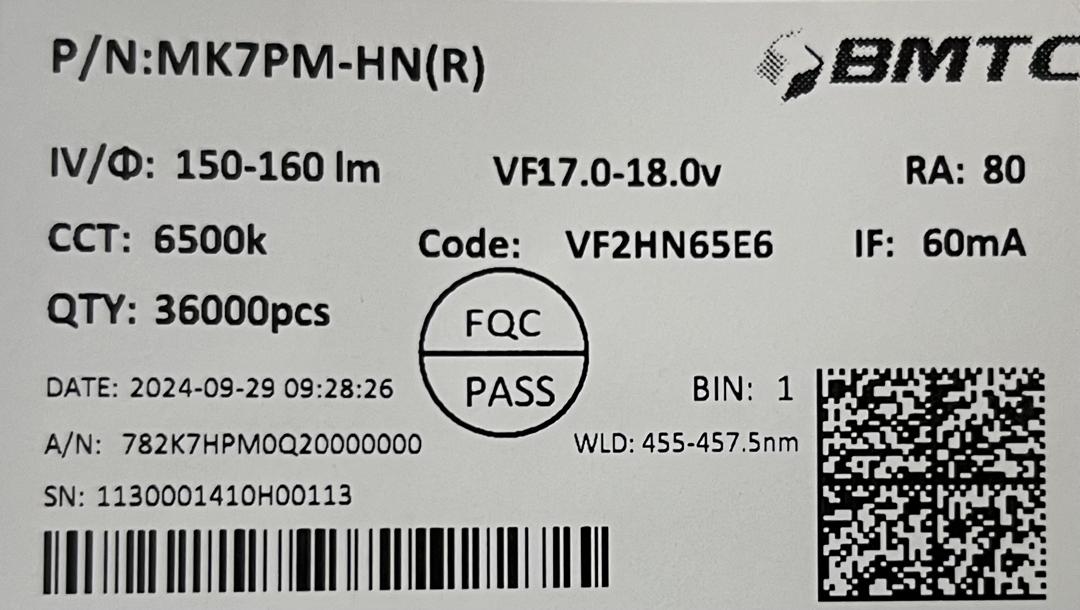 P/N:MK7PM-HN(R)
BMTC
IV/Φ: 150-160 lm VF17.0-18.0v RA: 80
CCT: 6500k Code: VF2HN65E6 IF: 60mA
QTY: 36000pcs
FQC
PASS
DATE: 2024-09-29 09:28:26
BIN: 1
A/N: 782K7HPM0Q20000000
WLD: 455-457.5nm
SN: 1130001410H00113